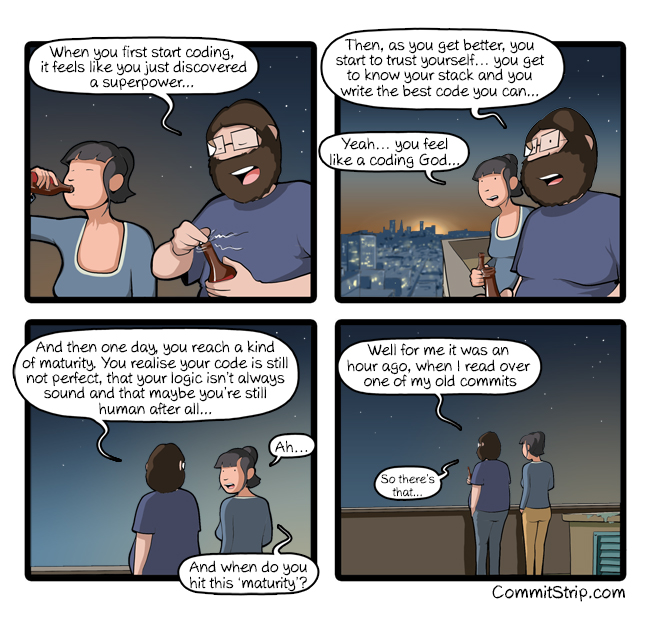 When you first start coding,
it feels like you just discovered
a superpower...
Then, as you get better, you
start to trust yourself... you get
to know your stack and you
write the best code you can...
Yeah... you feel
like a coding God...
And then one day, you reach a kind
of maturity. You realise your code is still
not perfect, that your logic isn't always
sound and that maybe you're still
human after all...
Ah...
And when do you
hit this 'maturity'?
Well for me it was an
hour ago, when I read over
one of my old commits
So there's
that...
CommitStrip.com